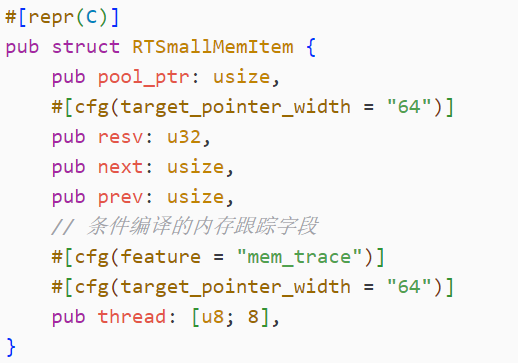 #[repr(C)]
pub struct RTSmallMemItem {
    pub pool_ptr: usize,
    #[cfg(target_pointer_width = "64")]
    pub resv: u32,
    pub next: usize,
    pub prev: usize,
    // 条件编译的内存跟踪字段
    #[cfg(feature = "mem_trace")]
    #[cfg(target_pointer_width = "64")]
    pub thread: [u8; 8],
}